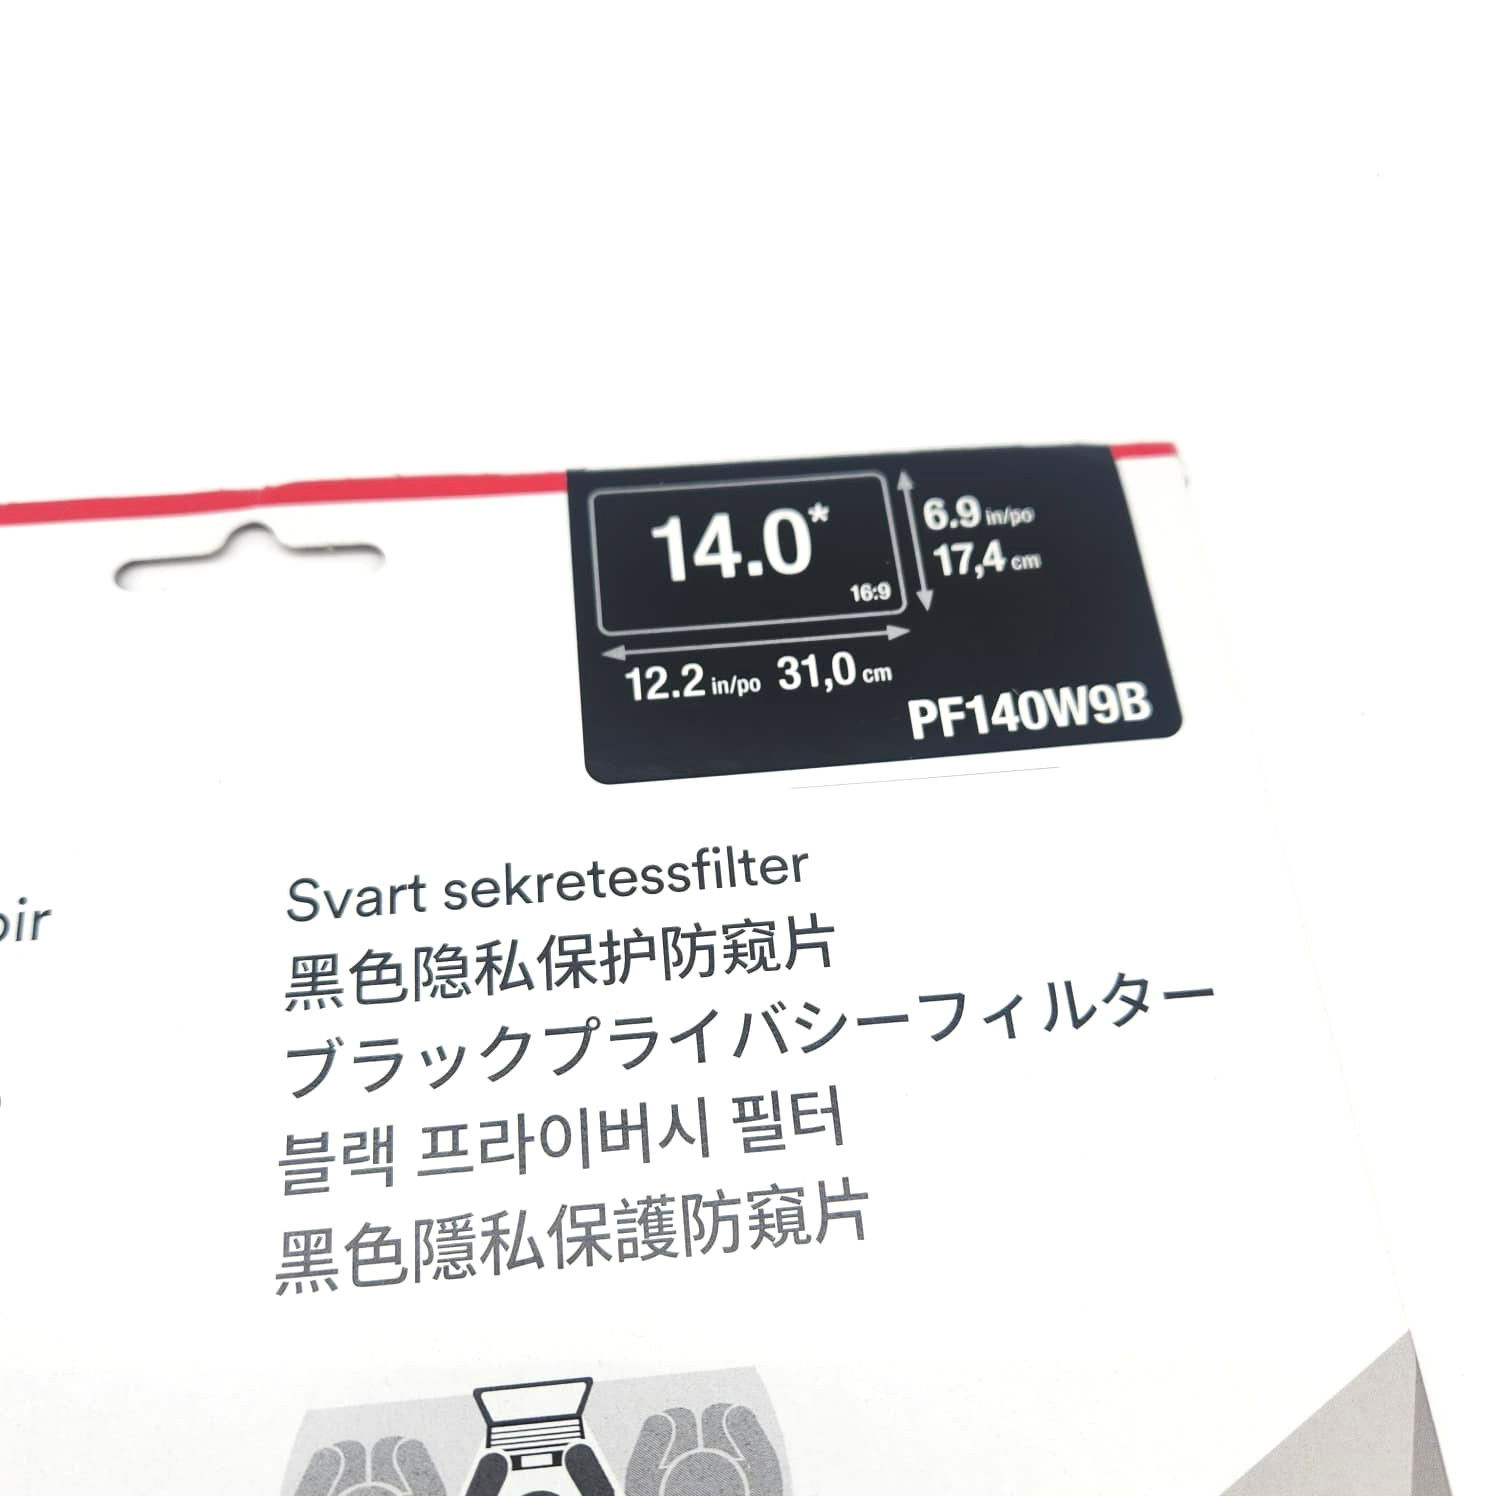 14.0*
16:9
6.9 in/po
17,4 cm
12.2 in/po 31,0 cm
PF140W9B
oir
Svart sekretessfilter
黑色隐私保护防窥片
ブラックプライバシーフィルター
블랙 프라이버시 필터
黑色隱私保護防窺片